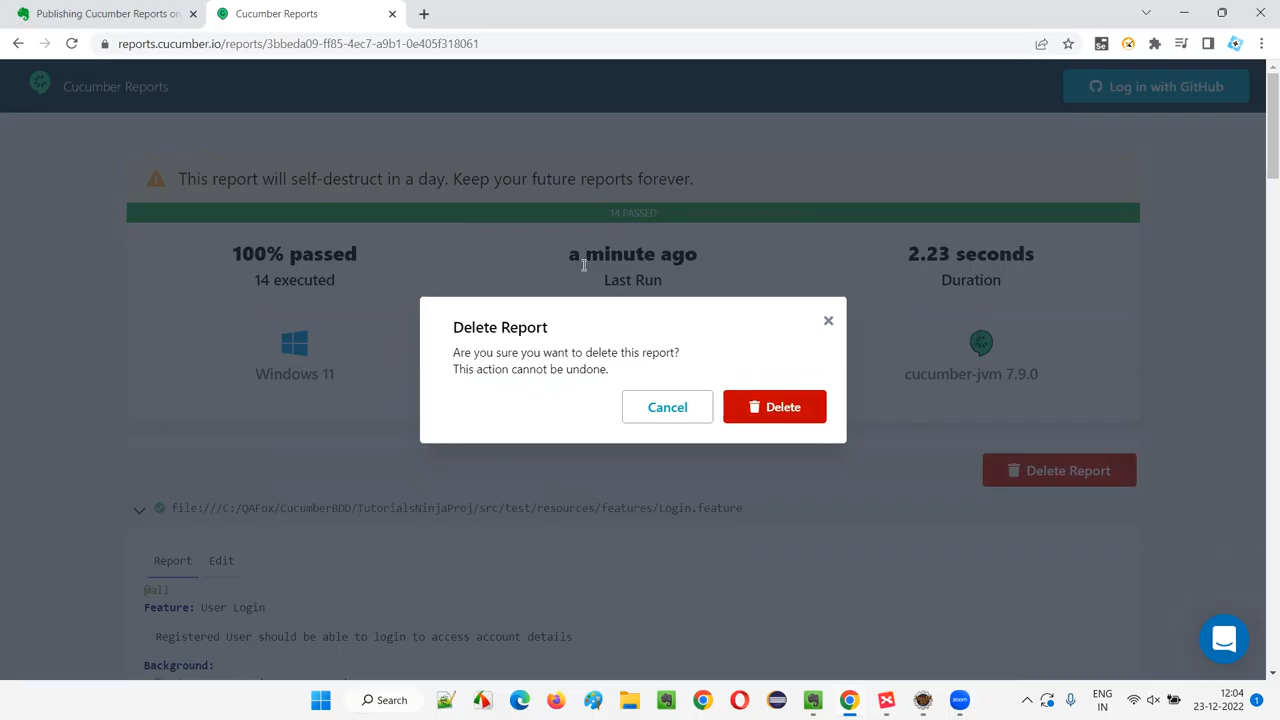 Publishing Cucumber Reports on
Cucumber Reports
reports.cucumber.io/reports/3bbeda09-ff85-4ec7-a9b1-0e405f318061
Cucumber Reports
Log in with GitHub
This report will self-destruct in a day. Keep your future reports forever.
14 PASSED
100% passed
a minute ago
2.23 seconds
14 executed
Last Run
Duration
Delete Report
Are you sure you want to delete this report?
This action cannot be undone.
Windows 11
cucumber-jvm 7.9.0
Cancel
Delete
Delete Report
file:///C:/QAFox/CucumberBDD/TutorialsNinjaProj/src/test/resources/features/Login.feature
Report
Edit
@all
Feature: User Login
Registered User should be able to login to access account details
Background:
Search
ENG
IN
12:04
23-12-2022
1
zoom
Se